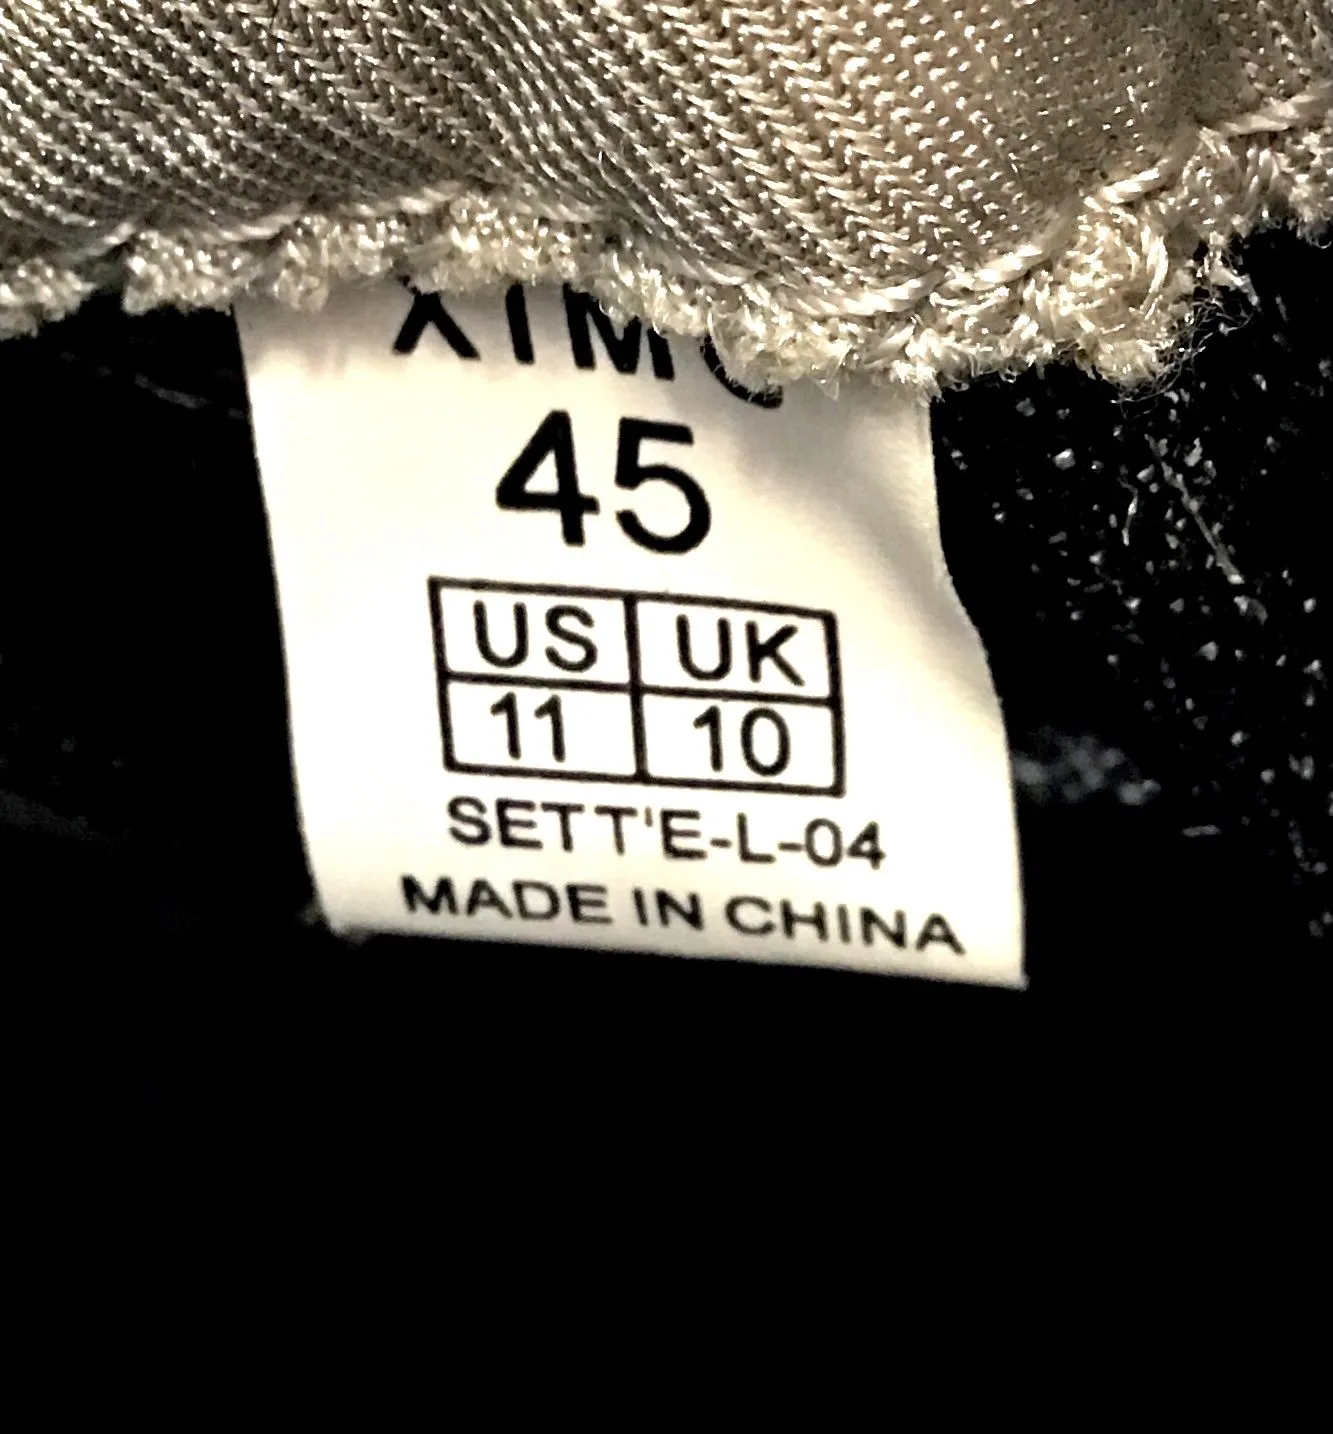 45
US UK
11 10
SETT'E-L-04
MADE IN CHINA